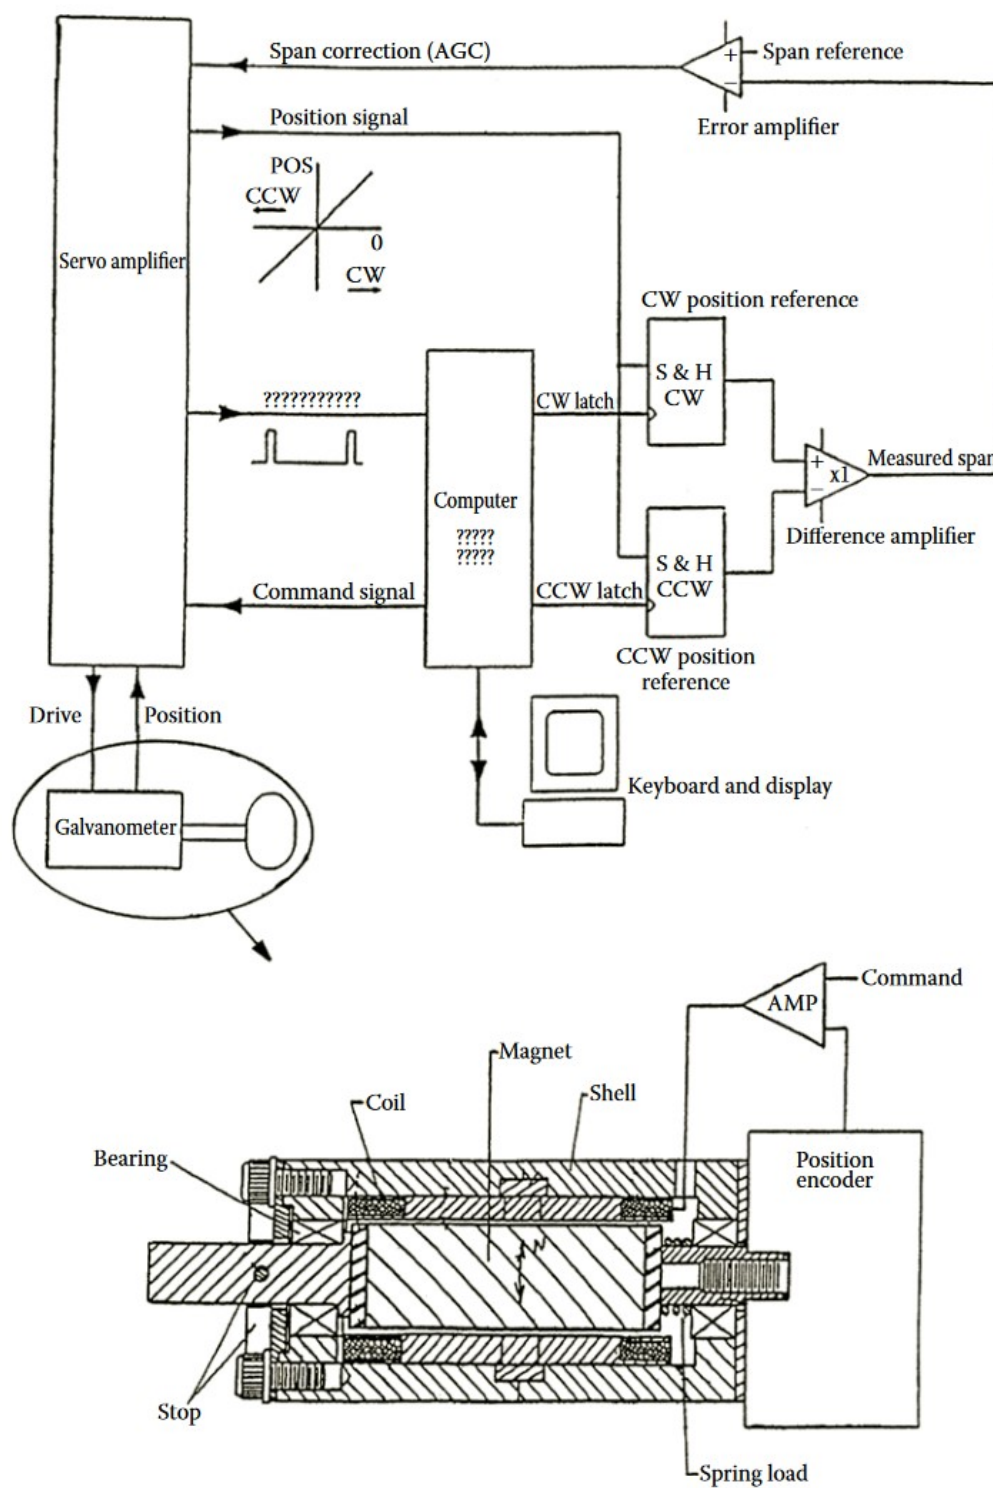 Span correction (AGC)
+
Span reference
−
Error amplifier
Position signal
POS
CCW
0
CW
Servo amplifier
CW position reference
S & H
CW
???????????
CW latch
+
x1
−
Measured span
Difference amplifier
Computer
?????
?????
S & H
CCW
Command signal
CCW latch
CCW position
reference
Drive
Position
Keyboard and display
Galvanometer
Command
AMP
Magnet
Coil
Shell
Bearing
Position
encoder
Stop
Spring load